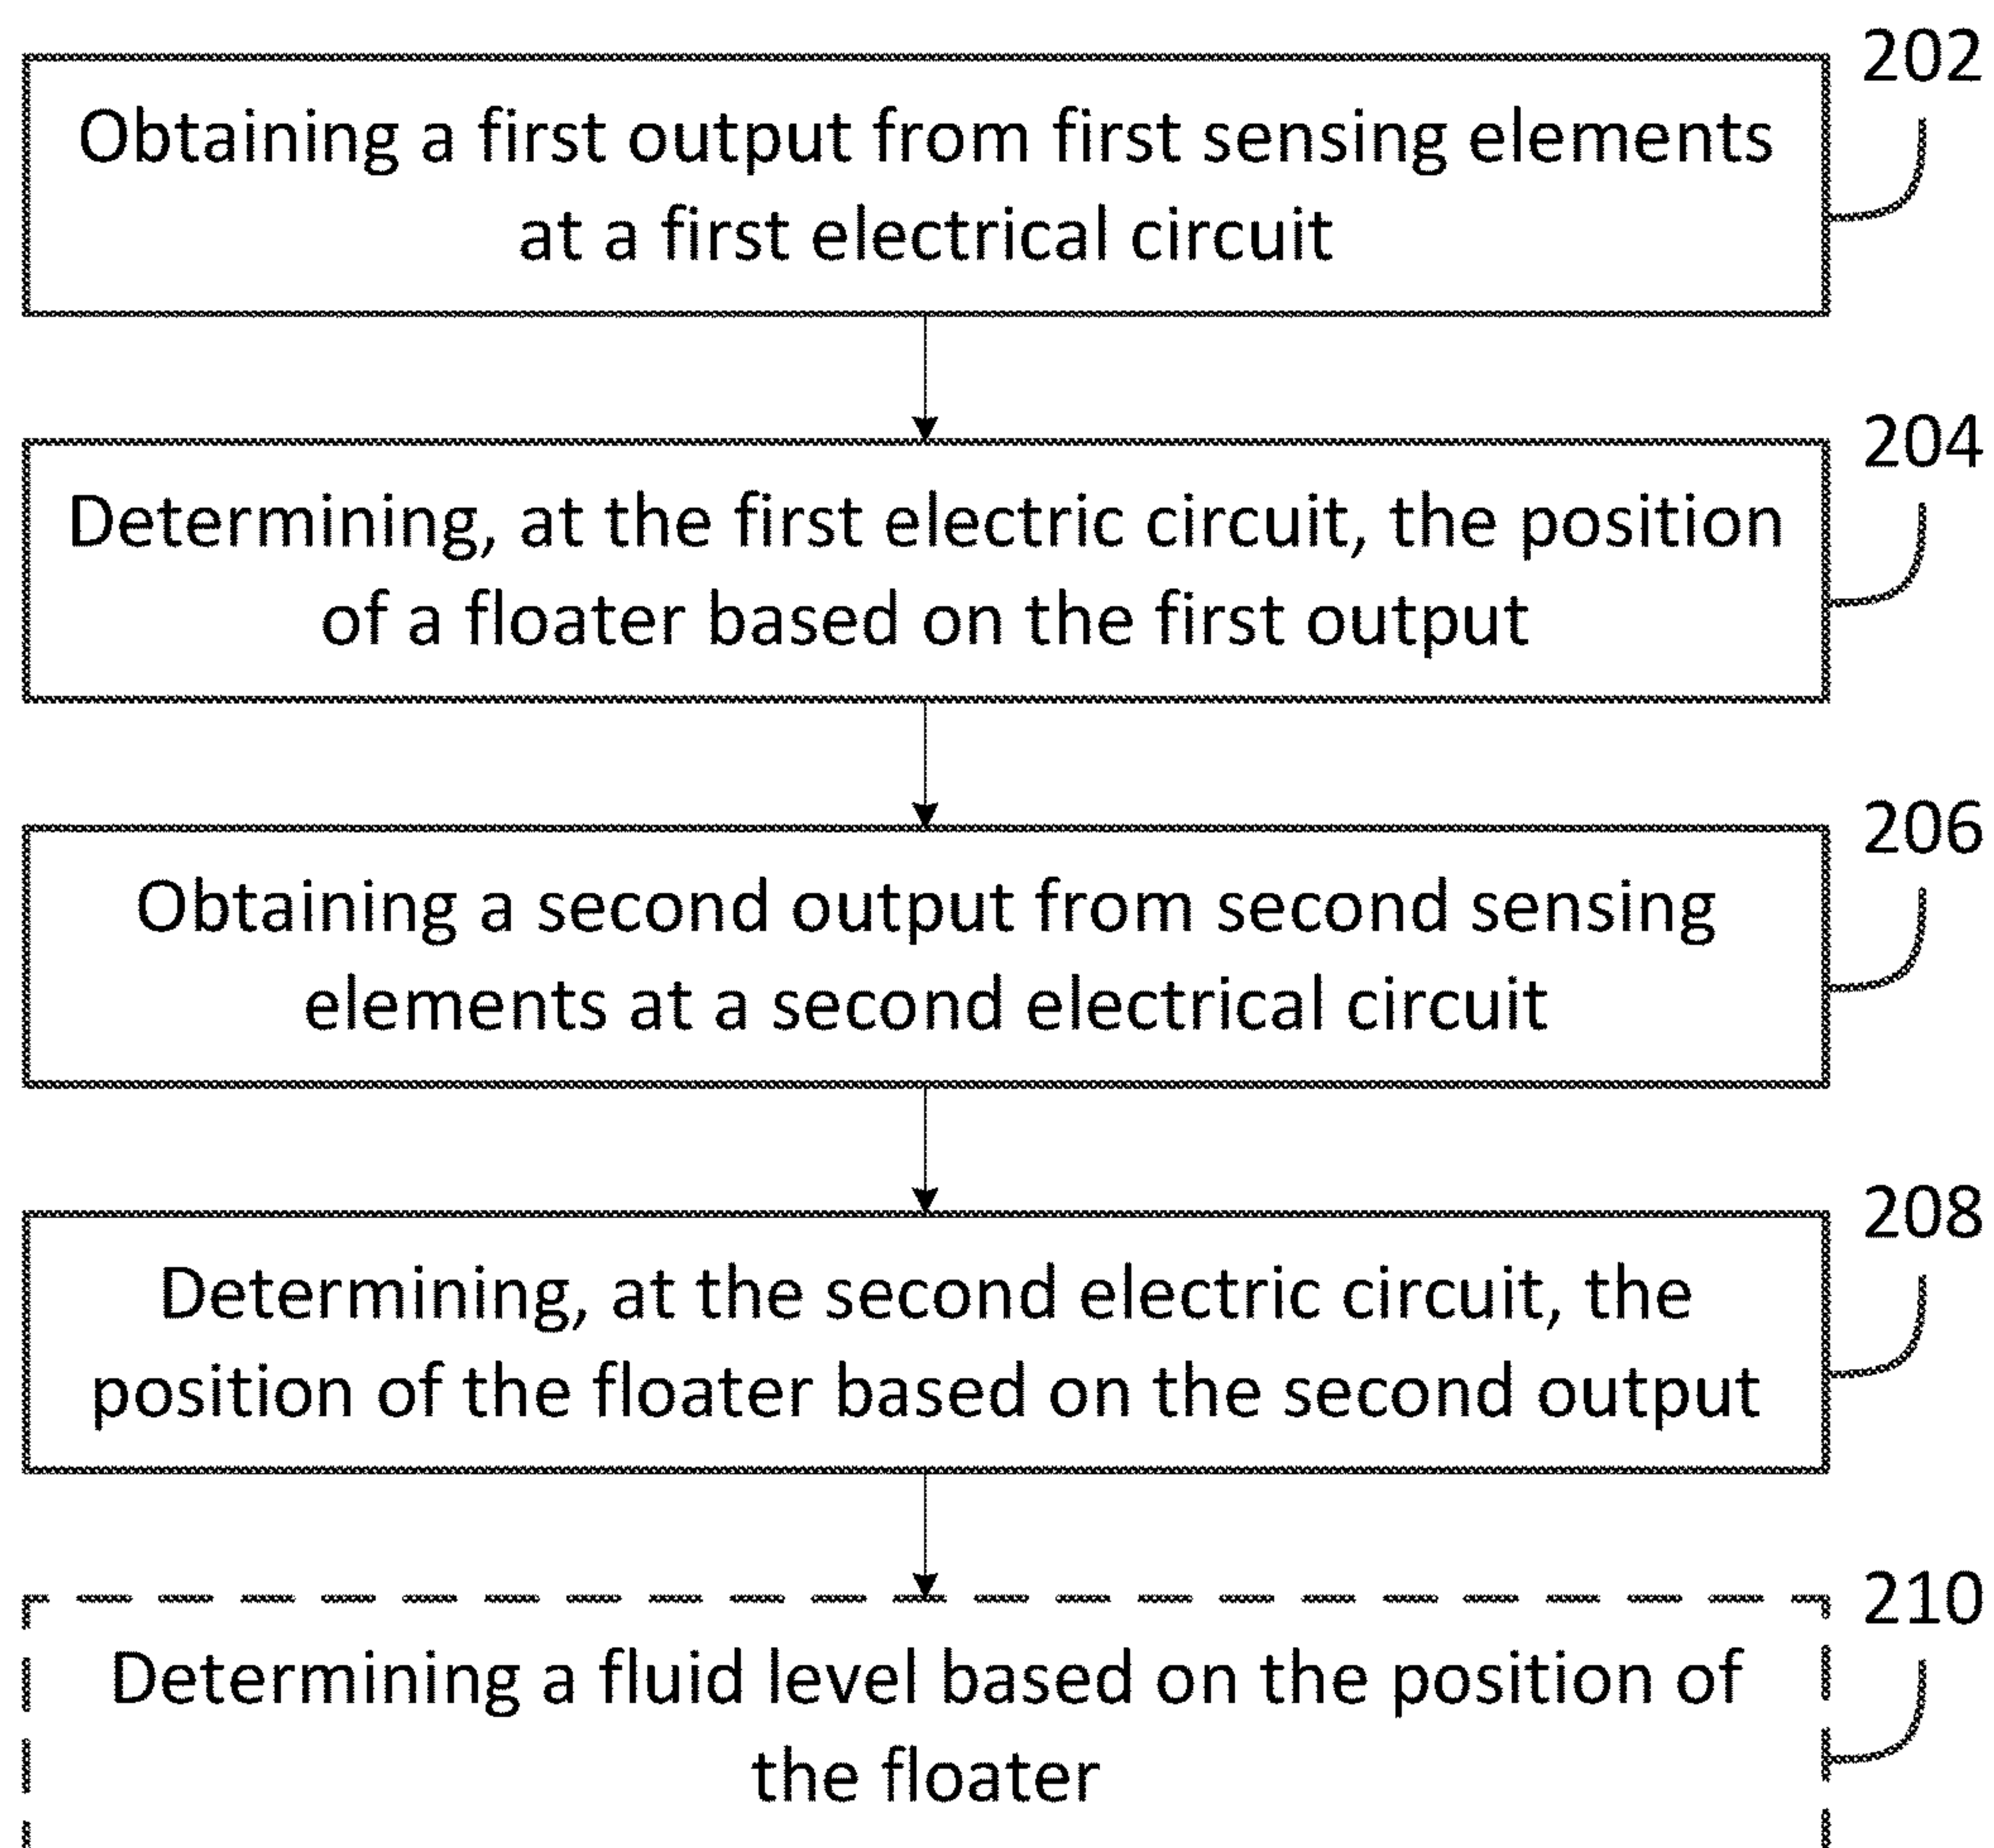 202
Obtaining a first output from first sensing elements
at a first electrical circuit
204
Determining, at the first electric circuit, the position
of a floater based on the first output
206
Obtaining a second output from second sensing
elements at a second electrical circuit
208
Determining, at the second electric circuit, the
position of the floater based on the second output
210
Determining a fluid level based on the position of
the floater